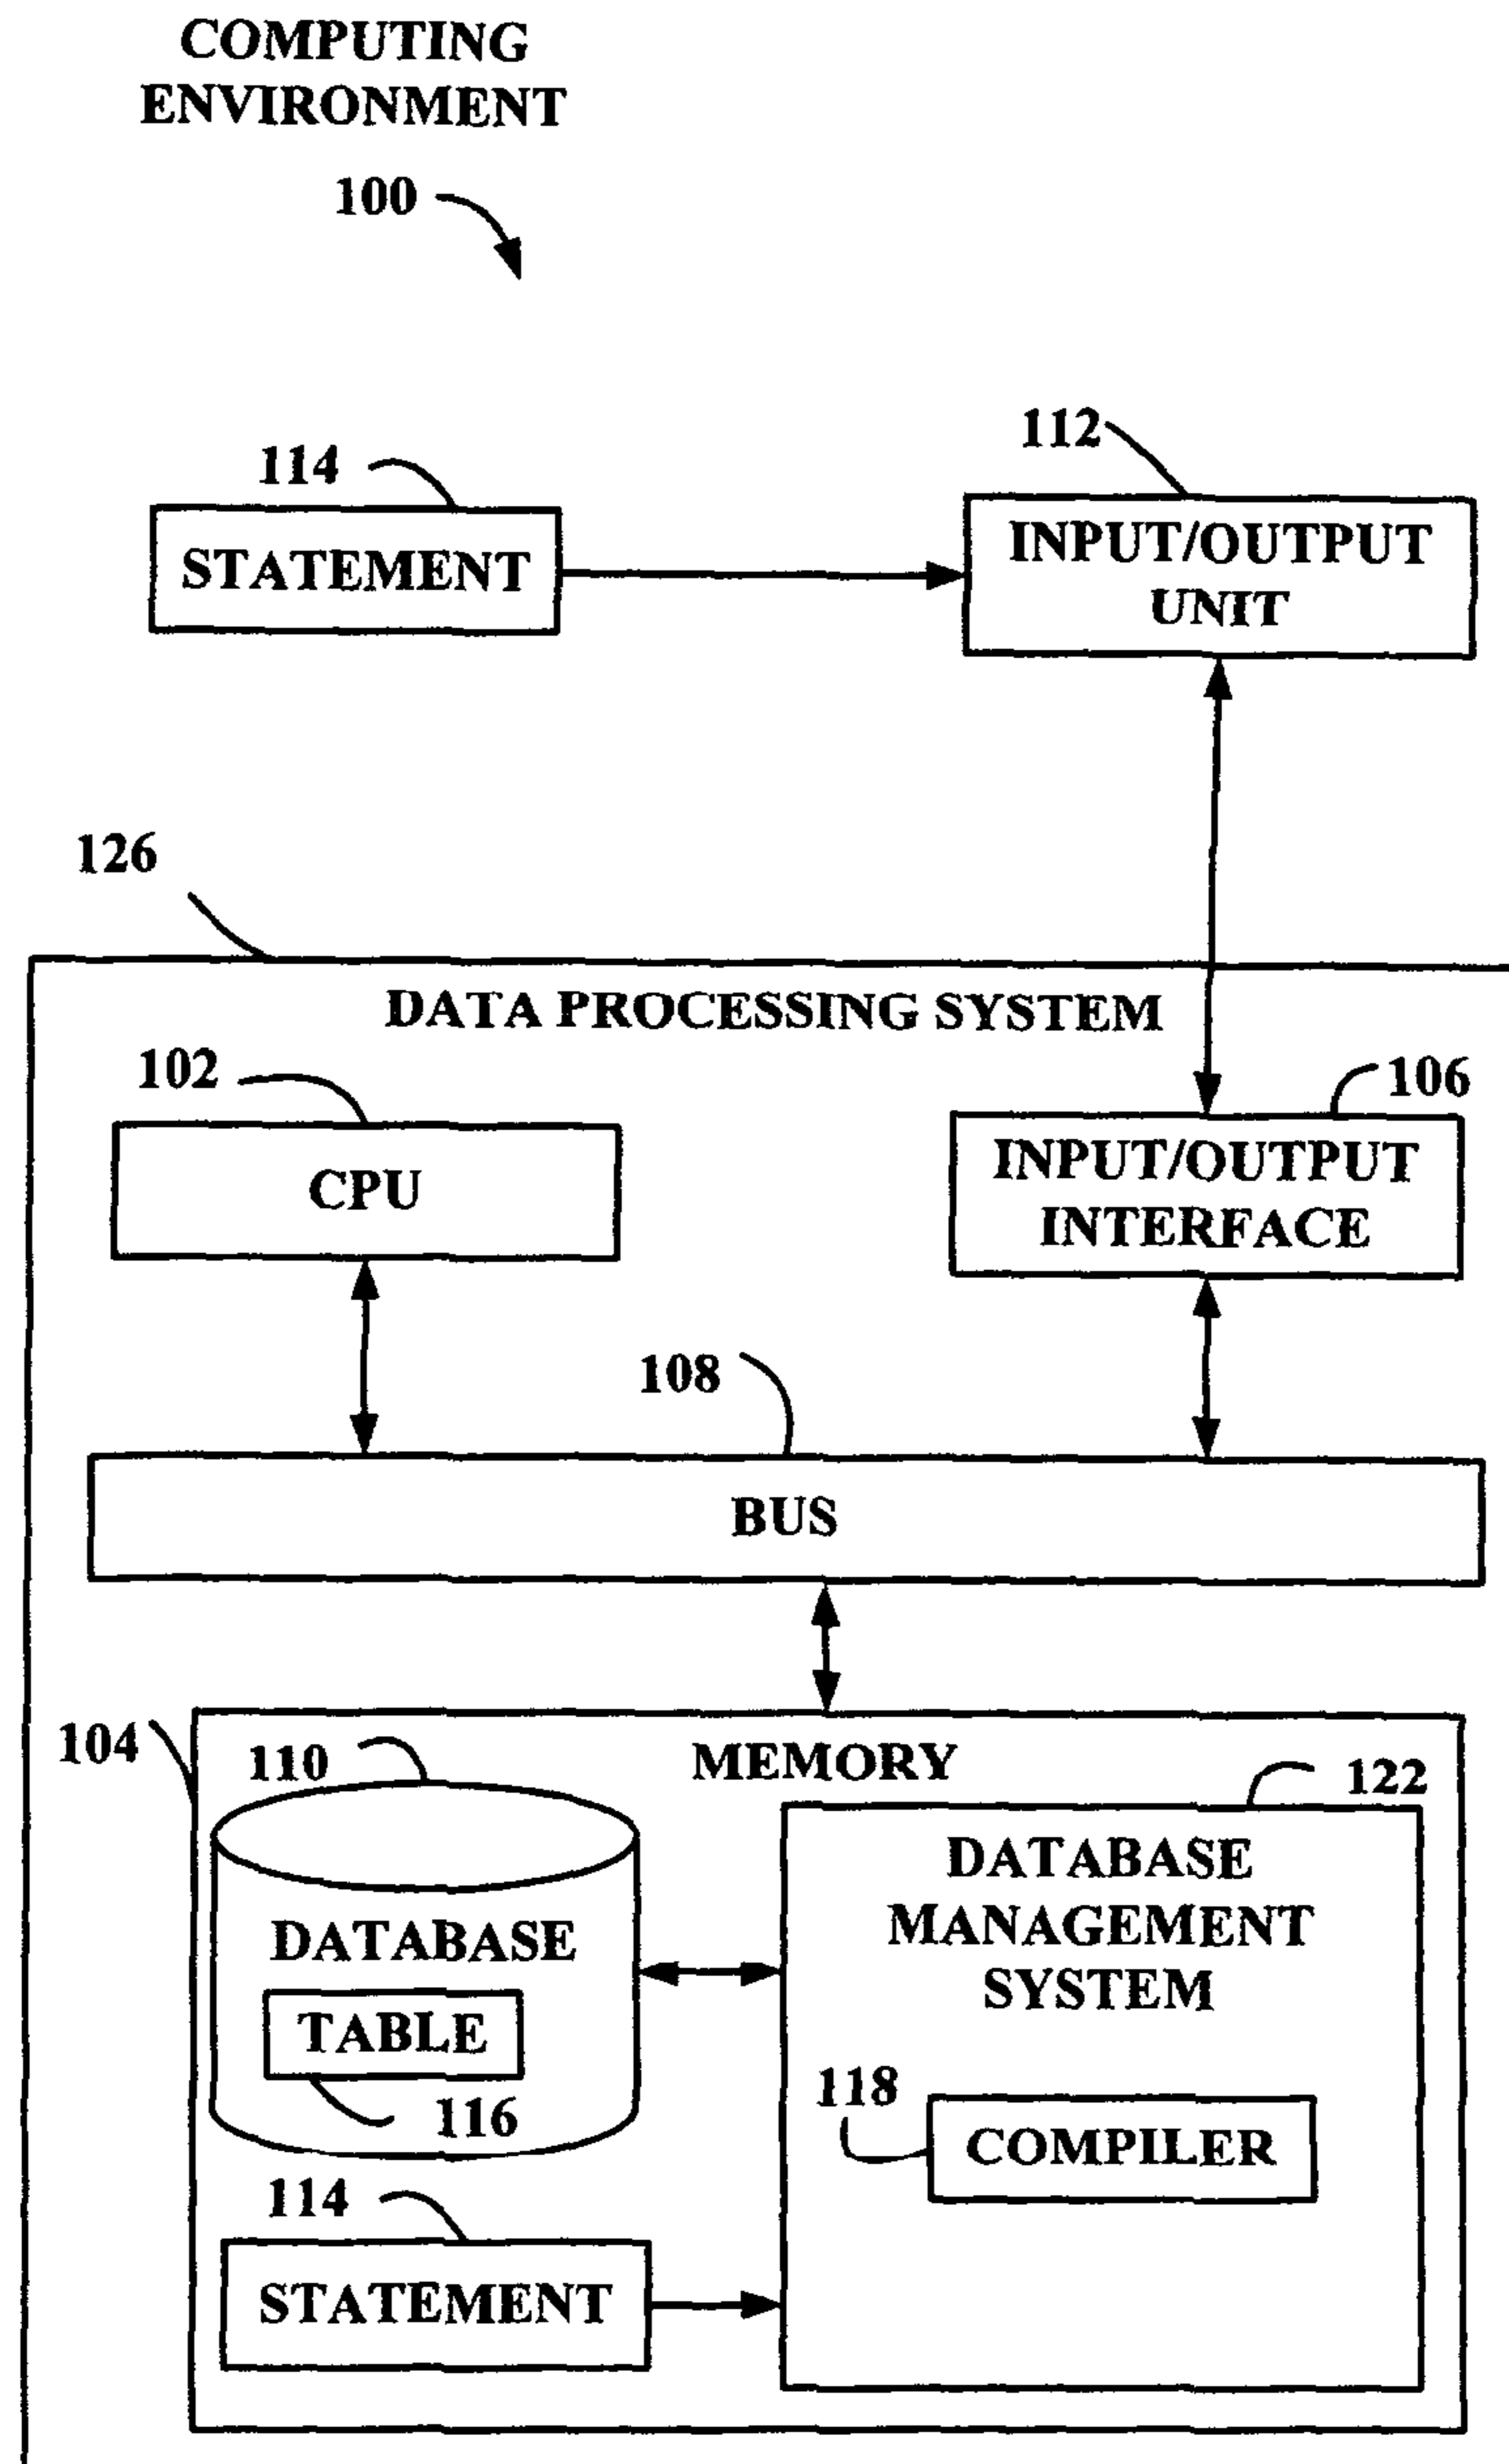 COMPUTING
ENVIRONMENT
100
114
STATEMENT
112
INPUT/OUTPUT
UNIT
126
DATA PROCESSING SYSTEM
102
CPU
106
INPUT/OUTPUT
INTERFACE
108
BUS
104
MEMORY
110
DATABASE
TABLE
116
122
DATABASE
MANAGEMENT
SYSTEM
118
COMPILER
114
STATEMENT